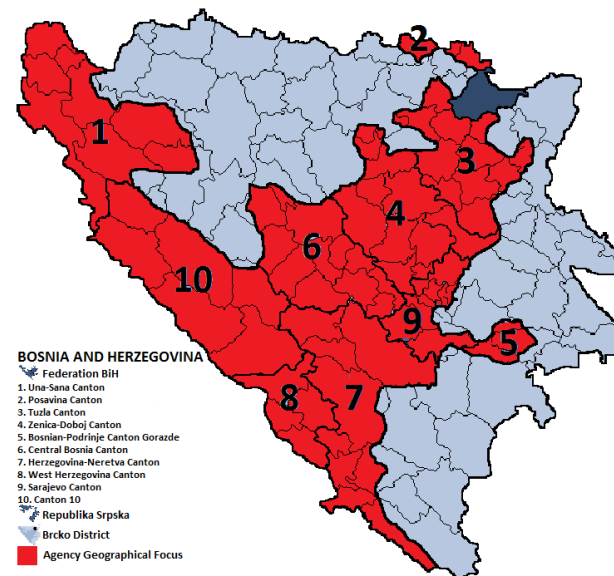 2
1
3
4
6
10
9
5
8
7
BOSNIA AND HERZEGOVINA
Federation BiH
1. Una-Sana Canton
2. Posavina Canton
3. Tuzla Canton
4. Zenica-Doboj Canton
5. Bosnian-Podrinje Canton Gorazde
6. Central Bosnia Canton
7. Herzegovina-Neretva Canton
8. West Herzegovina Canton
9. Sarajevo Canton
10. Canton 10
Republika Srpska
Brcko District
Agency Geographical Focus